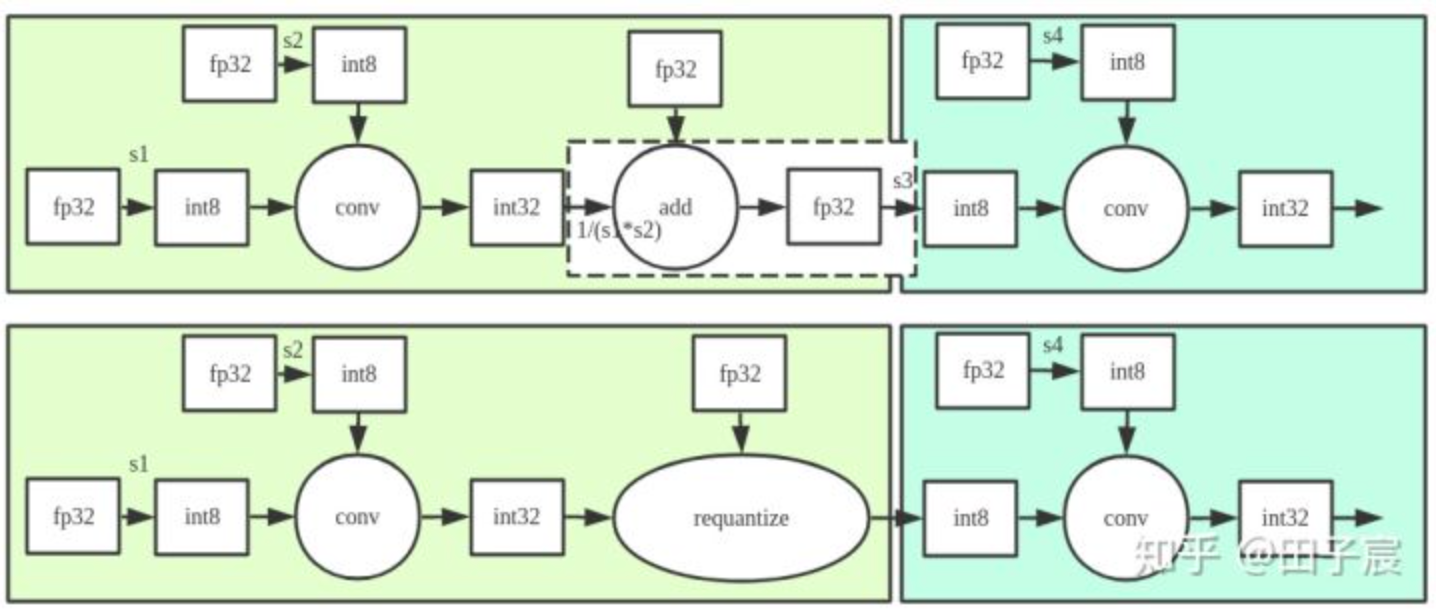 fp32 s2 int8 fp32 fp32 s4 int8
s1 s3
fp32 int8 conv int32 add fp32 int8 conv int32
1/(s1*s2)
fp32 s2 int8 fp32 fp32 s4 int8
s1
fp32 int8 conv int32 requantize int8 conv int32
知乎 @田子宸